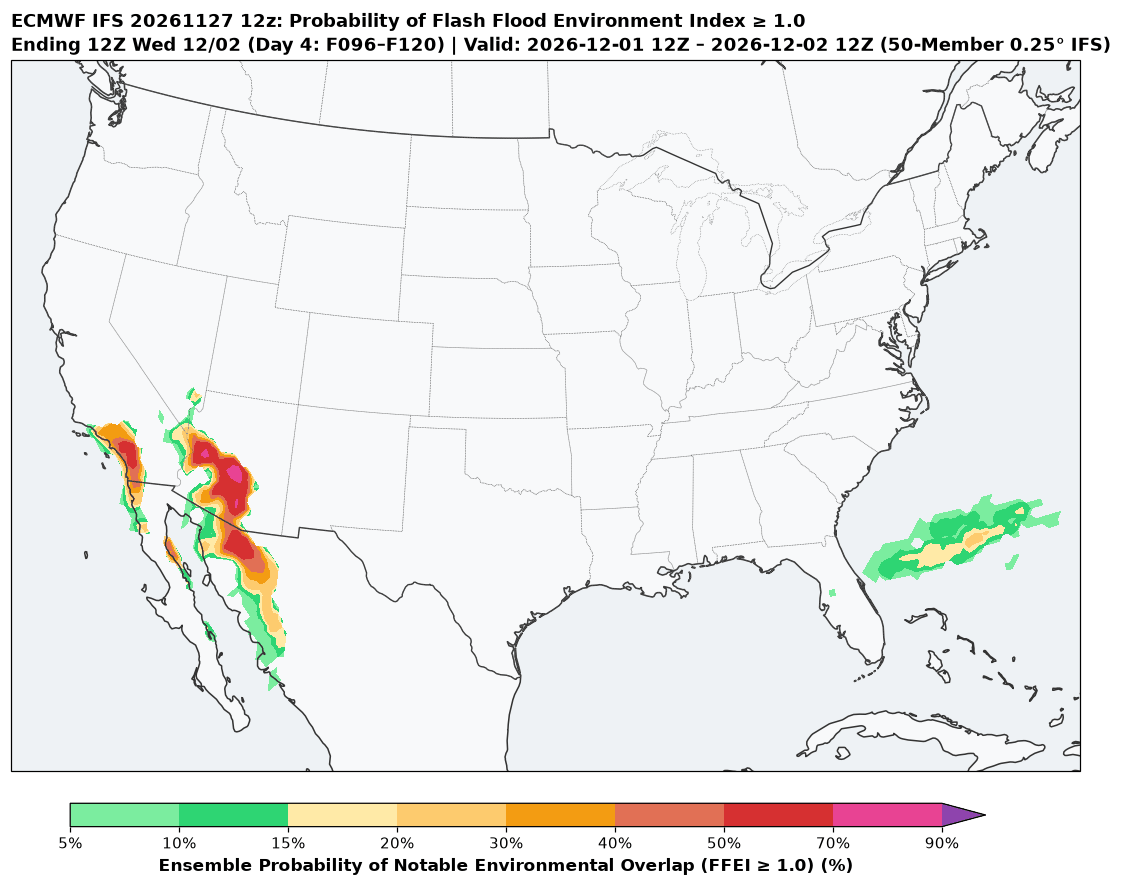 ECMWF IFS 20261127 12z: Probability of Flash Flood Environment Index ≥ 1.0
Ending 12Z Wed 12/02 (Day 4: F096–F120) | Valid: 2026-12-01 12Z – 2026-12-02 12Z (50-Member 0.25° IFS)
5% 10% 15% 20% 30% 40% 50% 70% 90%
Ensemble Probability of Notable Environmental Overlap (FFEI ≥ 1.0) (%)